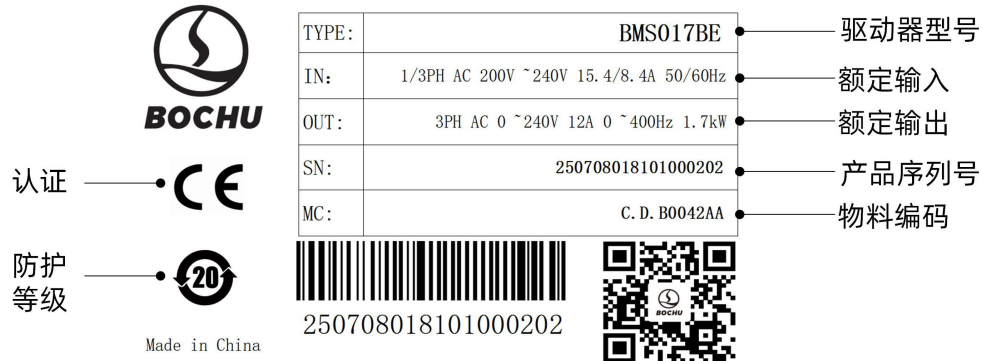 TYPE: BMS017BE 驱动器型号
IN: 1/3PH AC 200V ~240V 15.4/8.4A 50/60Hz 额定输入
BOCHU
OUT: 3PH AC 0 ~240V 12A 0 ~400Hz 1.7kW 额定输出
认证 CE
SN: 250708018101000202 产品序列号
MC: C.D.B0042AA 物料编码
防护
等级
20
250708018101000202
BOCHU
Made in China